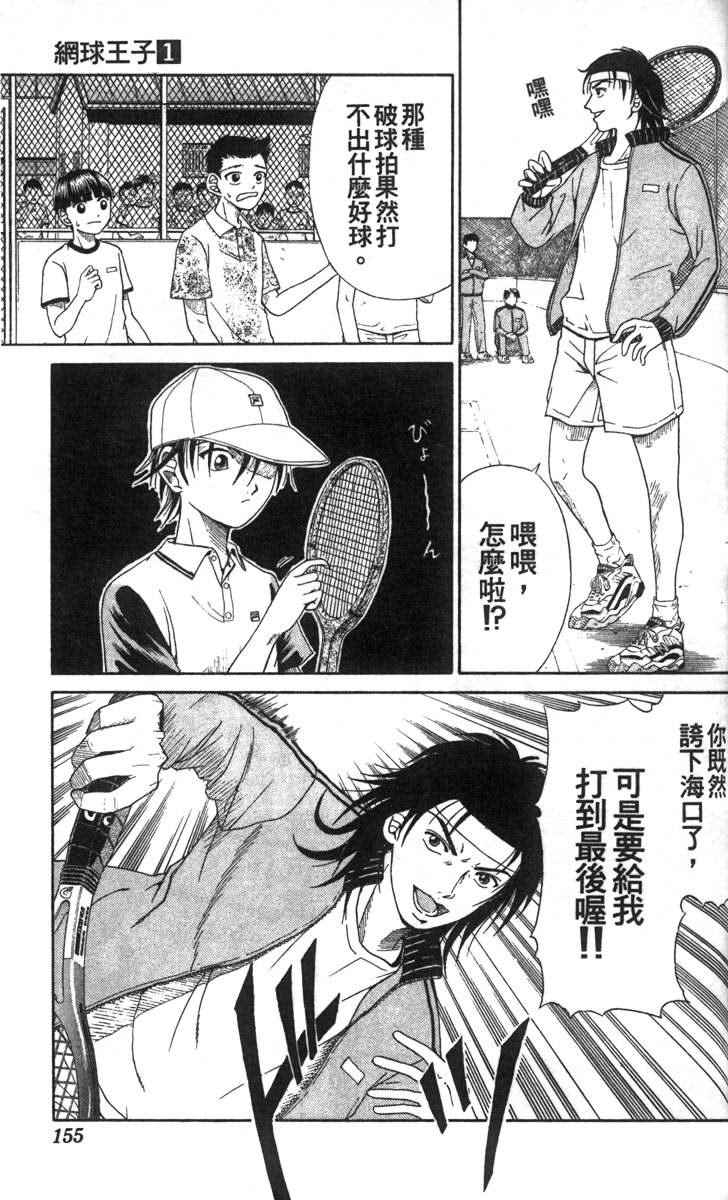 網球王子1
嘿
嘿
喂喂，
怎麼啦!?
那種
破球拍果然打
不出什麼好球。
びょーーん
你既然
誇下海口了，
可是要給我
打到最後喔!!
ドンッ
155